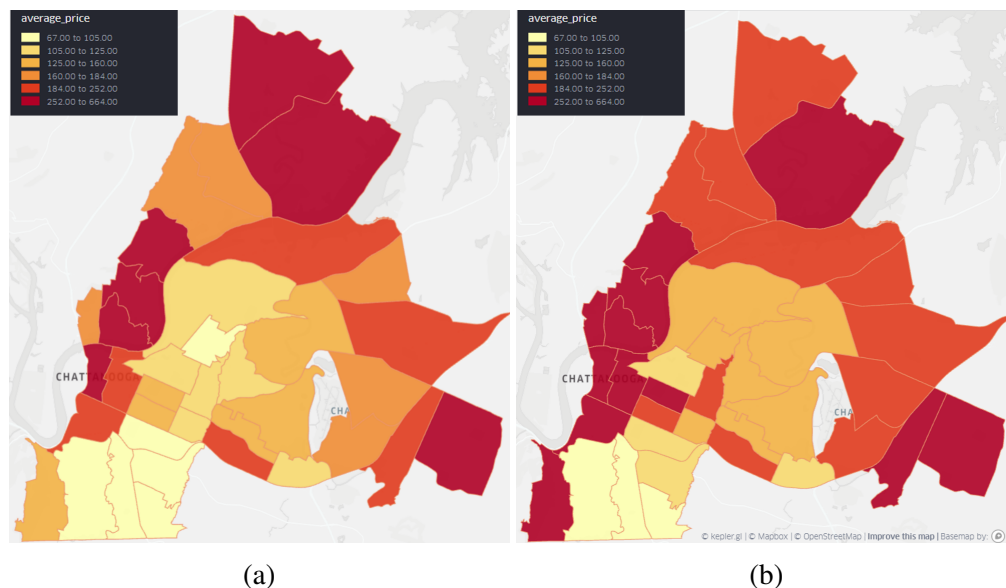 average_price
67.00 to 105.00
105.00 to 125.00
125.00 to 160.00
160.00 to 184.00
184.00 to 252.00
252.00 to 664.00
CHATTANOOGA
CHA
(a)
average_price
67.00 to 105.00
105.00 to 125.00
125.00 to 160.00
160.00 to 184.00
184.00 to 252.00
252.00 to 664.00
CHATTANOOGA
CHA
© kepler.gl | © Mapbox | © OpenStreetMap | Improve this map | Basemap by:
(b)